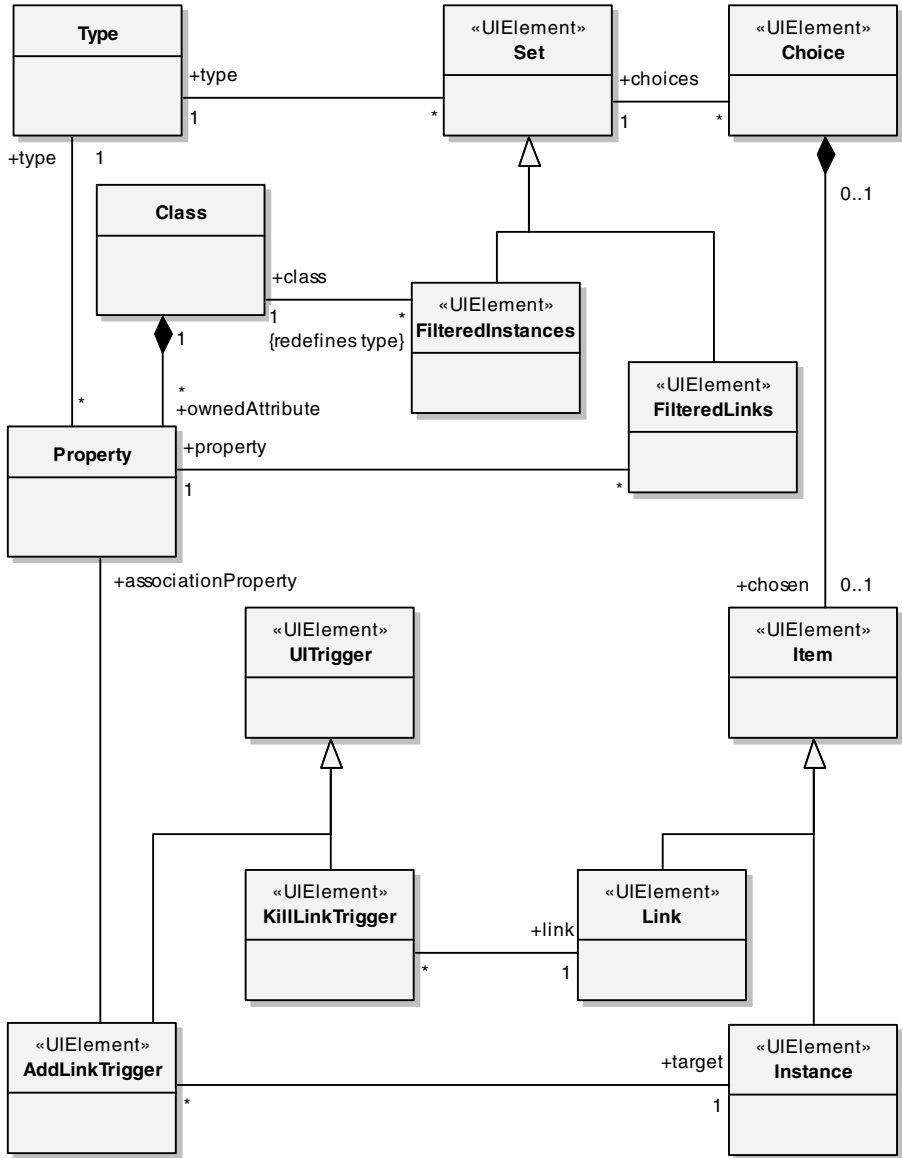 Type
«UIElement»
Set
«UIElement»
Choice
+type
1
*
+choices
1
*
+type
1
0..1
Class
+class
1
*
{redefines type}
«UIElement»
FilteredInstances
1
*
+ownedAttribute
*
«UIElement»
FilteredLinks
Property
+property
1
*
+associationProperty
+chosen
0..1
«UIElement»
UITrigger
«UIElement»
Item
«UIElement»
KillLinkTrigger
«UIElement»
Link
+link
*
1
«UIElement»
AddLinkTrigger
«UIElement»
Instance
+target
*
1